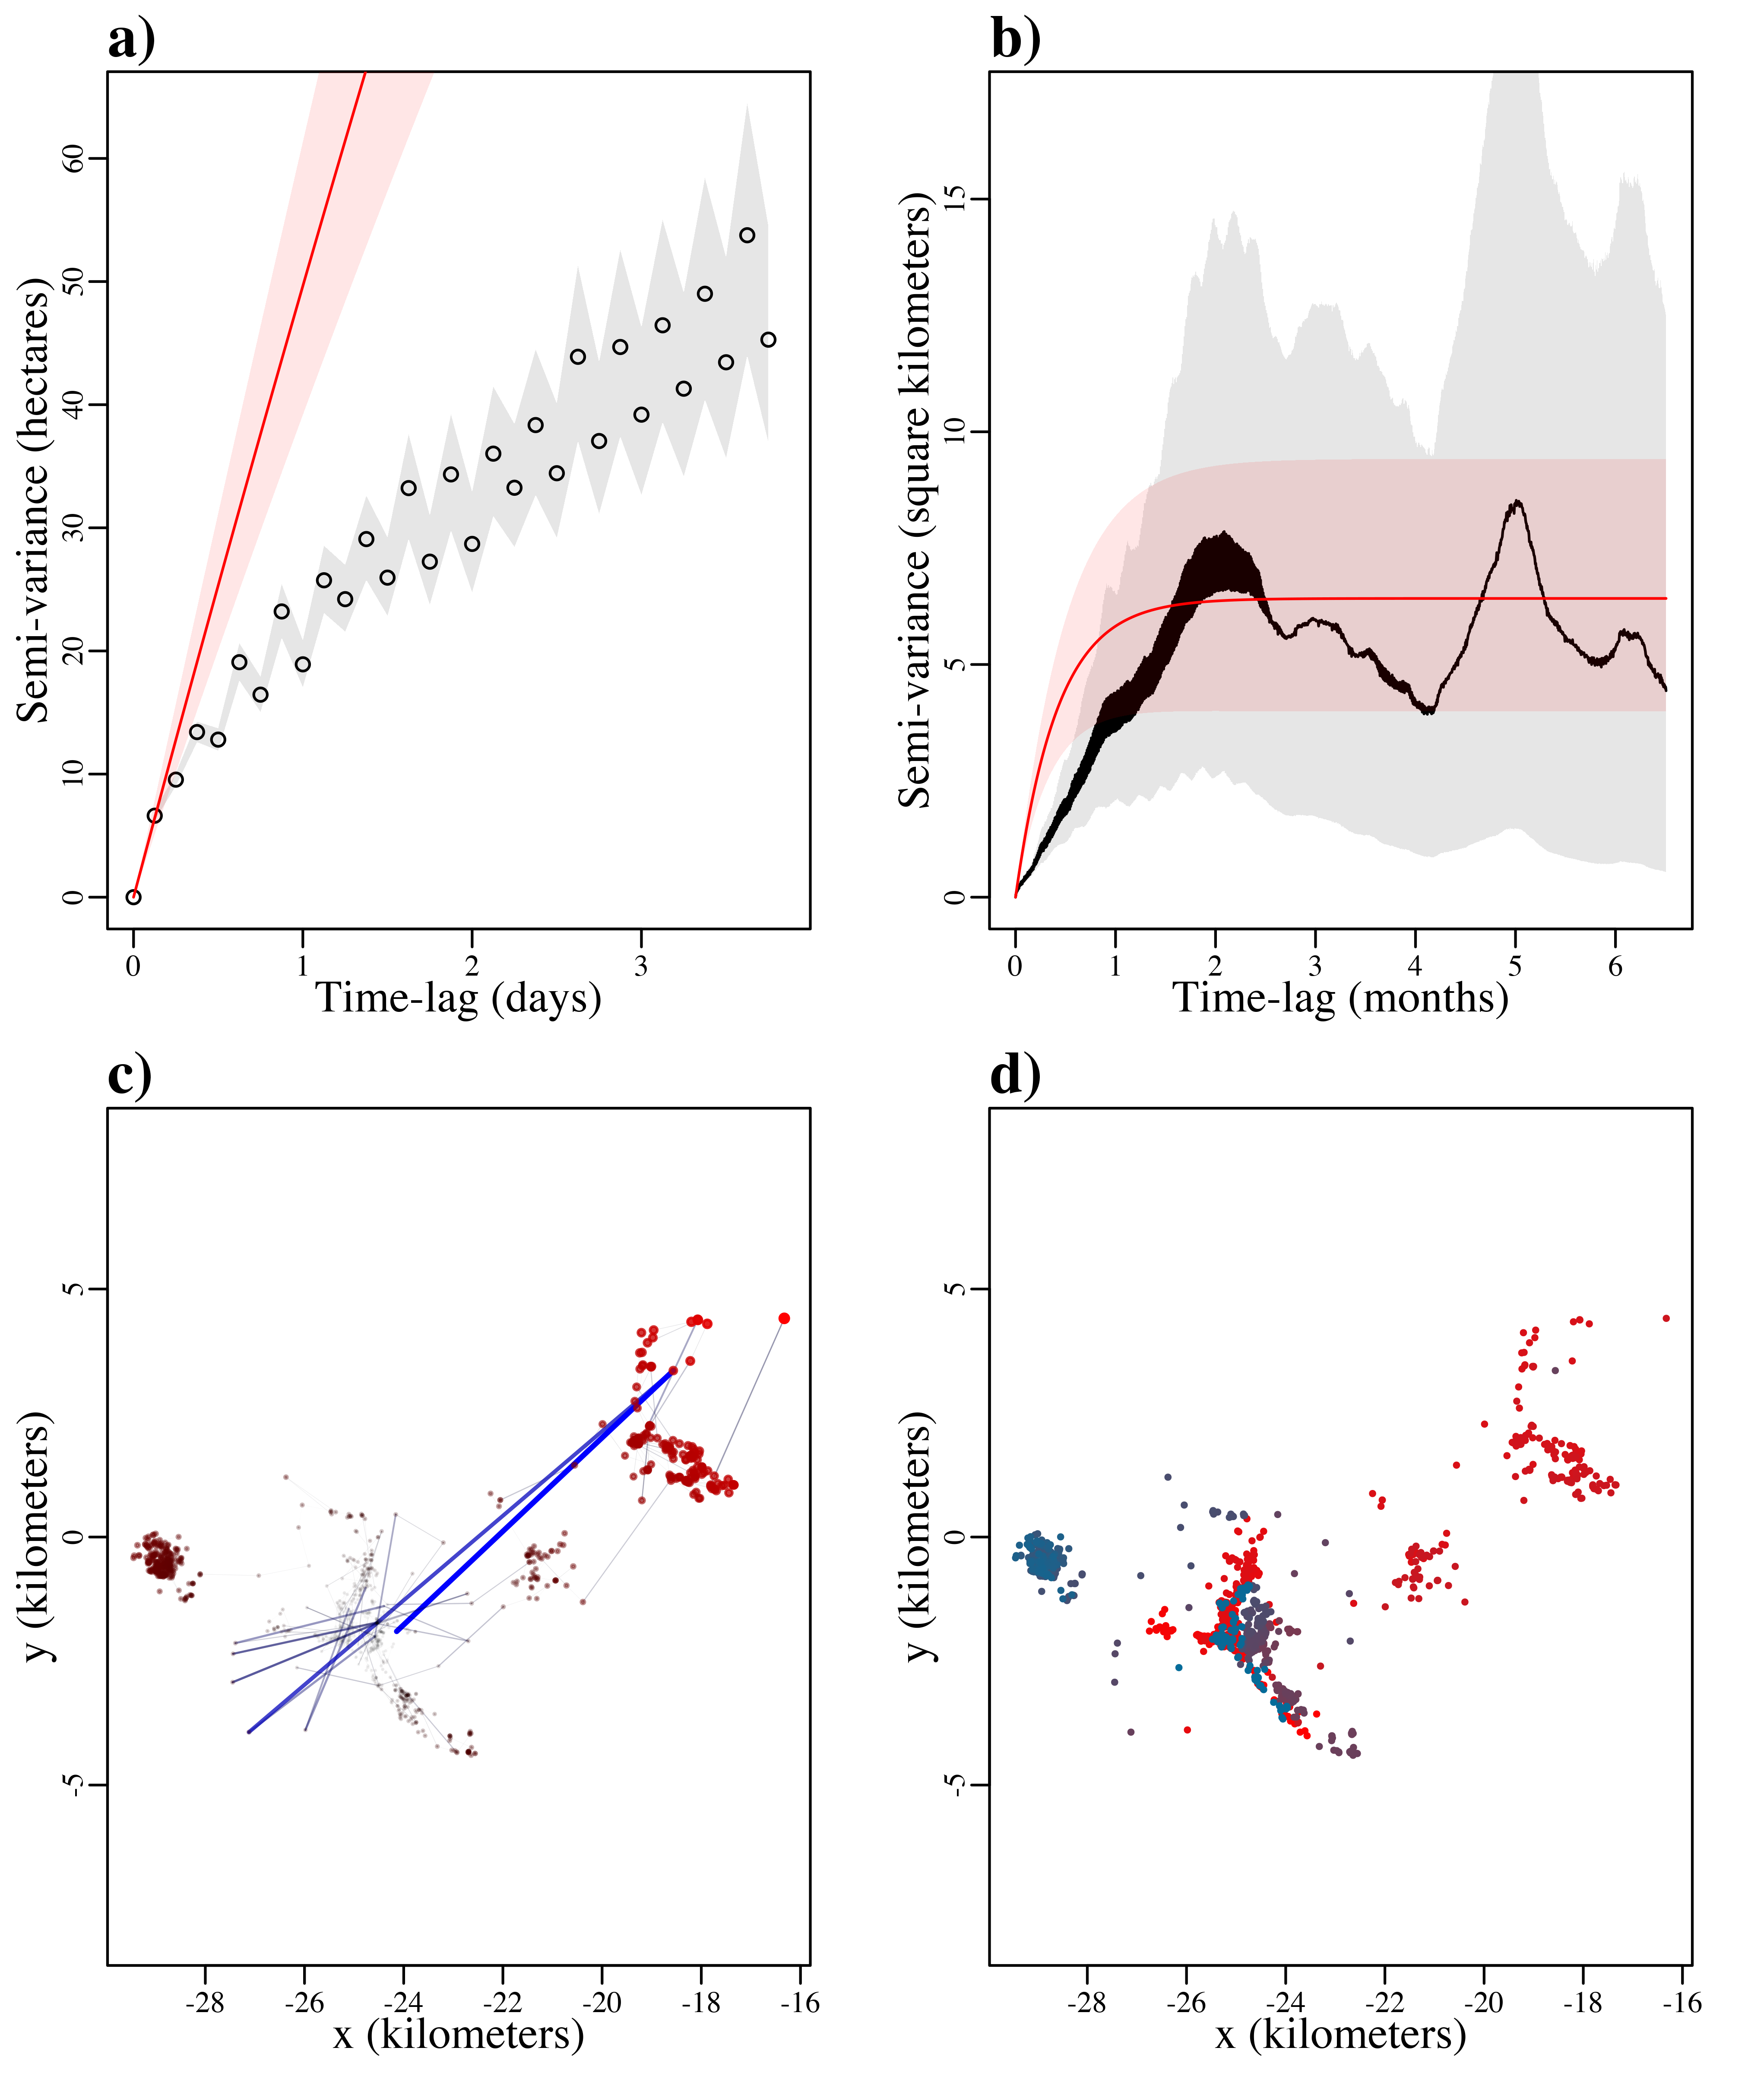 a)
Semi-variance (hectares)
60
50
40
30
20
10
0
0 1 2 3
Time-lag (days)
b)
Semi-variance (square kilometers)
15
10
5
0
0 1 2 3 4 5 6
Time-lag (months)
c)
y (kilometers)
5
0
-5
-28 -26 -24 -22 -20 -18 -16
x (kilometers)
d)
y (kilometers)
5
0
-5
-28 -26 -24 -22 -20 -18 -16
x (kilometers)